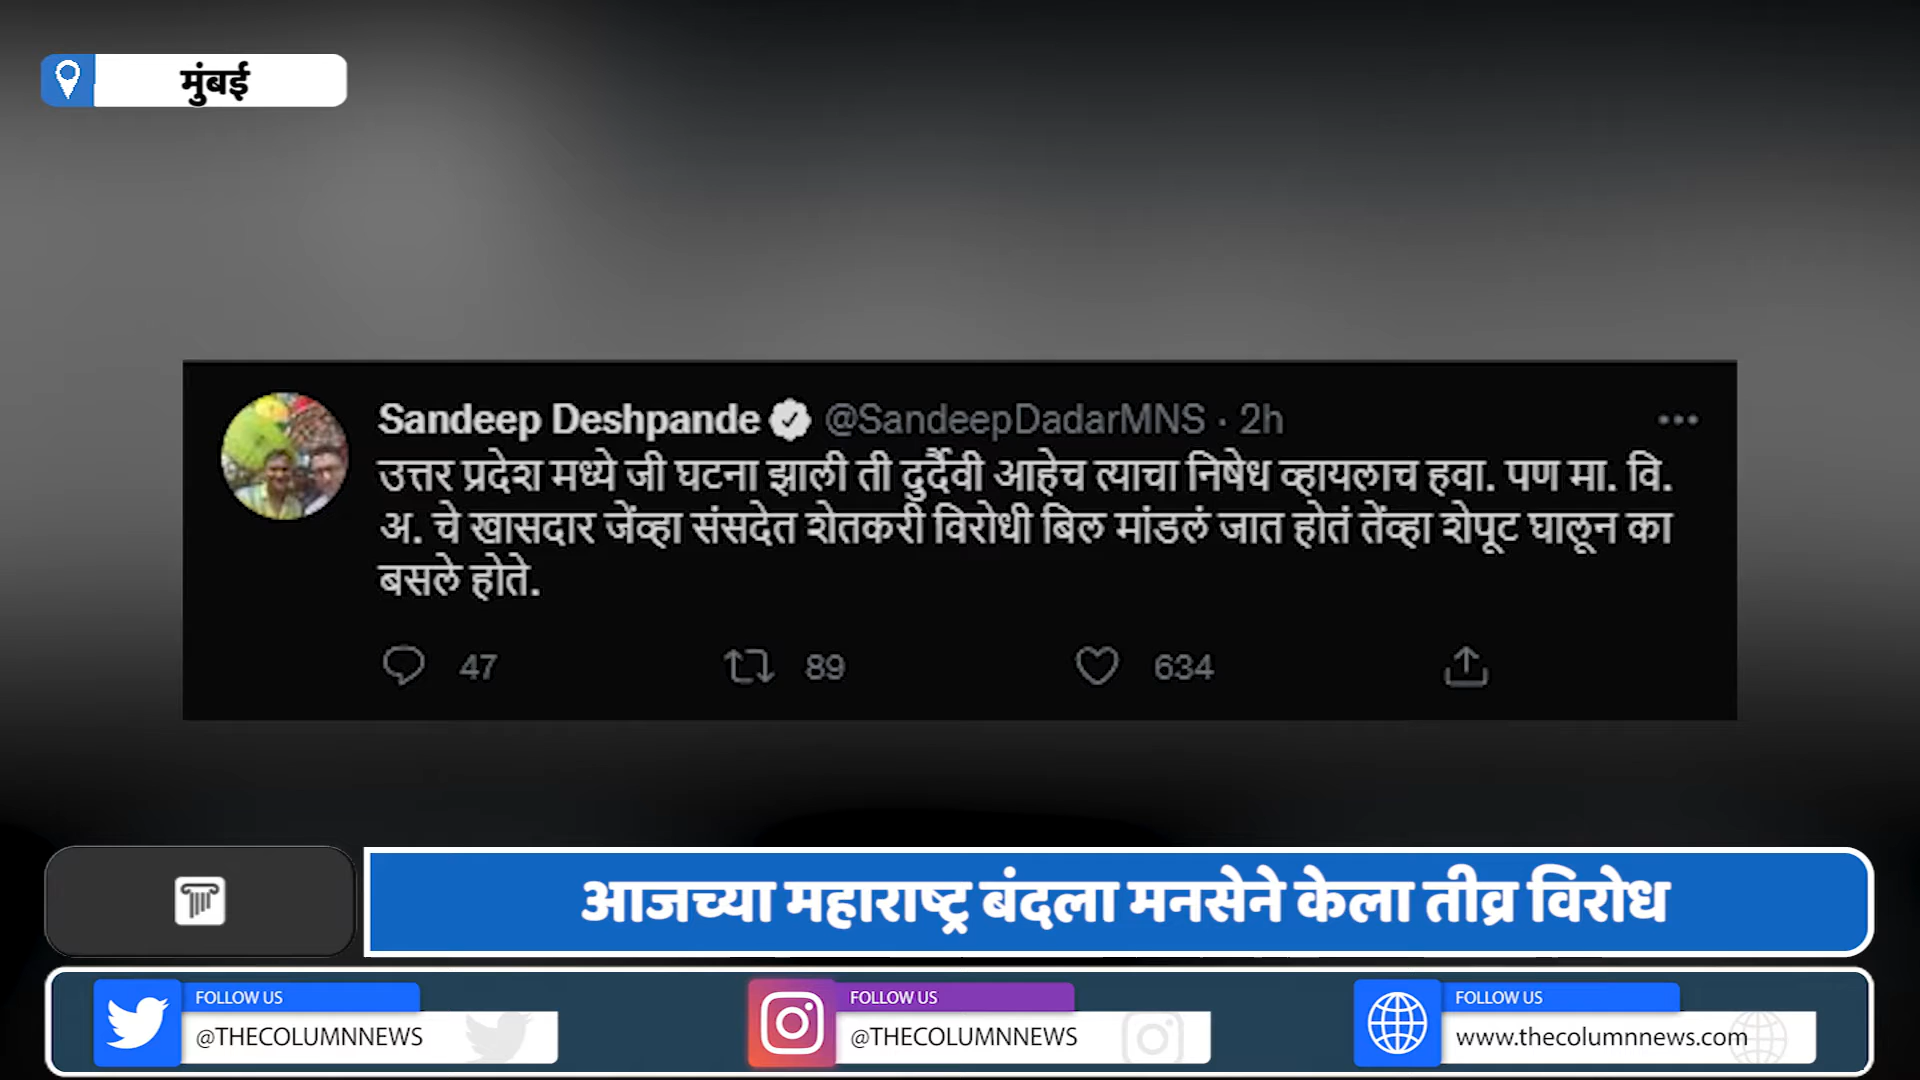 मुंबई
Sandeep Deshpande @SandeepDadarMNS · 2h
उत्तर प्रदेश मध्ये जी घटना झाली ती दुर्दैवी आहेच त्याचा निषेध व्हायलाच हवा. पण मा. वि.
अ. चे खासदार जेंव्हा संसदेत शेतकरी विरोधी बिल मांडलं जात होतं तेंव्हा शेपूट घालून का
बसले होते.
47 89 634
आजच्या महाराष्ट्र बंदला मनसेने केला तीव्र विरोध
FOLLOW US
@THECOLUMNNEWS
FOLLOW US
@THECOLUMNNEWS
FOLLOW US
www.thecolumnnews.com